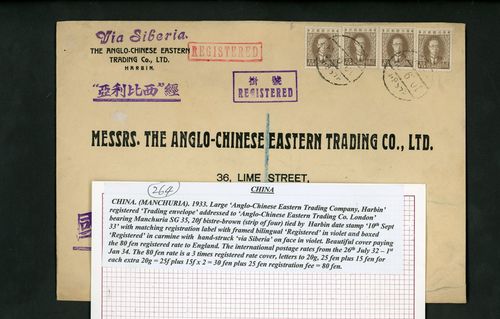 Via Siberia.
THE ANGLO-CHINESE EASTERN
TRADING Co., LTD.
HARBIN.
REGISTERED
掛號
REGISTERED
"亞利比西"經
MESSRS. THE ANGLO-CHINESE EASTERN TRADING CO., LTD.
36, LIME STREET,
264
CHINA
CHINA. (MANCHURIA). 1933. Large 'Anglo-Chinese Eastern Trading Company, Harbin'
registered 'Trading envelope' addressed to 'Anglo-Chinese Eastern Trading Co. London'
bearing Manchuria SG 35, 20f bistre-brown (strip of four) tied by Harbin date stamp '10th Sept
33' with matching registration label with framed bilingual 'Registered' in violet and boxed
'Registered' in carmine with hand-struck 'via Siberia' on face in violet. Beautiful cover paying
the 80 fen registered rate to England. The international postage rates from the 26th July 32 – 1st
Jan 34. The 80 fen rate is a 3 times registered rate cover, letters to 20g, 25 fen plus 15 fen for
each extra 20g = 25f plus 15f x 2 = 30 fen plus 25 fen registration fee = 80 fen.